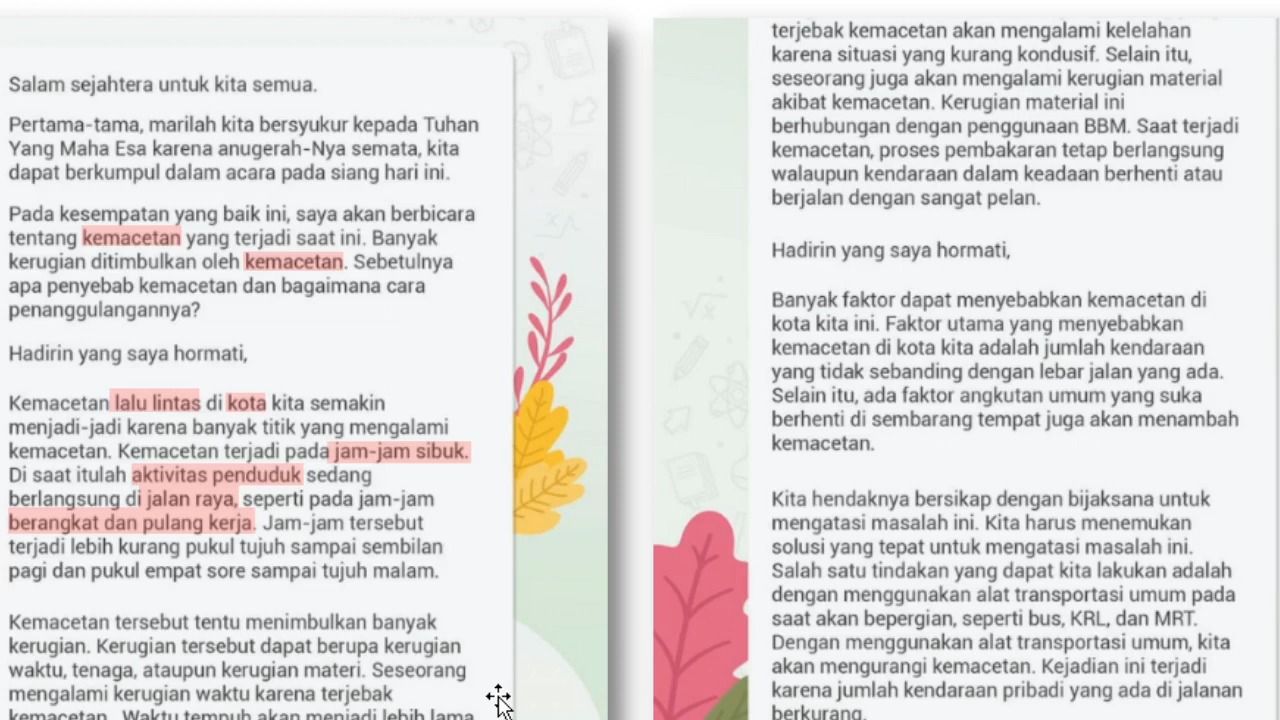 Salam sejahtera untuk kita semua.
Pertama-tama, marilah kita bersyukur kepada Tuhan
Yang Maha Esa karena anugerah-Nya semata, kita
dapat berkumpul dalam acara pada siang hari ini.
Pada kesempatan yang baik ini, saya akan berbicara
tentang kemacetan yang terjadi saat ini. Banyak
kerugian ditimbulkan oleh kemacetan. Sebetulnya
apa penyebab kemacetan dan bagaimana cara
penanggulangannya?
Hadirin yang saya hormati,
Kemacetan lalu lintas di kota kita semakin
menjadi-jadi karena banyak titik yang mengalami
kemacetan. Kemacetan terjadi pada jam-jam sibuk.
Di saat itulah aktivitas penduduk sedang
berlangsung di jalan raya, seperti pada jam-jam
berangkat dan pulang kerja. Jam-jam tersebut
terjadi lebih kurang pukul tujuh sampai sembilan
pagi dan pukul empat sore sampai tujuh malam.
Kemacetan tersebut tentu menimbulkan banyak
kerugian. Kerugian tersebut dapat berupa kerugian
waktu, tenaga, ataupun kerugian materi. Seseorang
mengalami kerugian waktu karena terjebak
kemacetan. Waktu tempuh akan menjadi lebih lama
terjebak kemacetan akan mengalami kelelahan
karena situasi yang kurang kondusif. Selain itu,
seseorang juga akan mengalami kerugian material
akibat kemacetan. Kerugian material ini
berhubungan dengan penggunaan BBM. Saat terjadi
kemacetan, proses pembakaran tetap berlangsung
walaupun kendaraan dalam keadaan berhenti atau
berjalan dengan sangat pelan.
Hadirin yang saya hormati,
Banyak faktor dapat menyebabkan kemacetan di
kota kita ini. Faktor utama yang menyebabkan
kemacetan di kota kita adalah jumlah kendaraan
yang tidak sebanding dengan lebar jalan yang ada.
Selain itu, ada faktor angkutan umum yang suka
berhenti di sembarang tempat juga akan menambah
kemacetan.
Kita hendaknya bersikap dengan bijaksana untuk
mengatasi masalah ini. Kita harus menemukan
solusi yang tepat untuk mengatasi masalah ini.
Salah satu tindakan yang dapat kita lakukan adalah
dengan menggunakan alat transportasi umum pada
saat akan bepergian, seperti bus, KRL, dan MRT.
Dengan menggunakan alat transportasi umum, kita
akan mengurangi kemacetan. Kejadian ini terjadi
karena jumlah kendaraan pribadi yang ada di jalanan
berkurang.